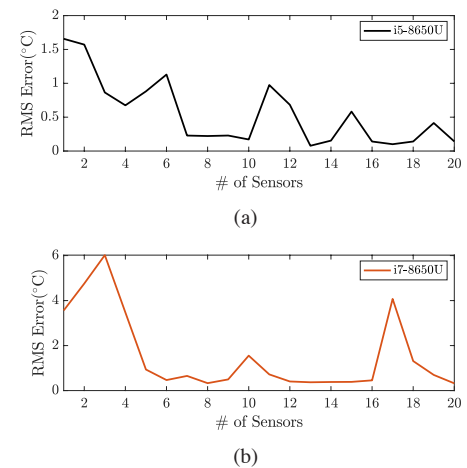 2
1.5
1
0.5
0
RMS Error(°C)
i5-8650U
2 4 6 8 10 12 14 16 18 20
# of Sensors
(a)
6
4
2
0
RMS Error(°C)
i7-8650U
2 4 6 8 10 12 14 16 18 20
# of Sensors
(b)